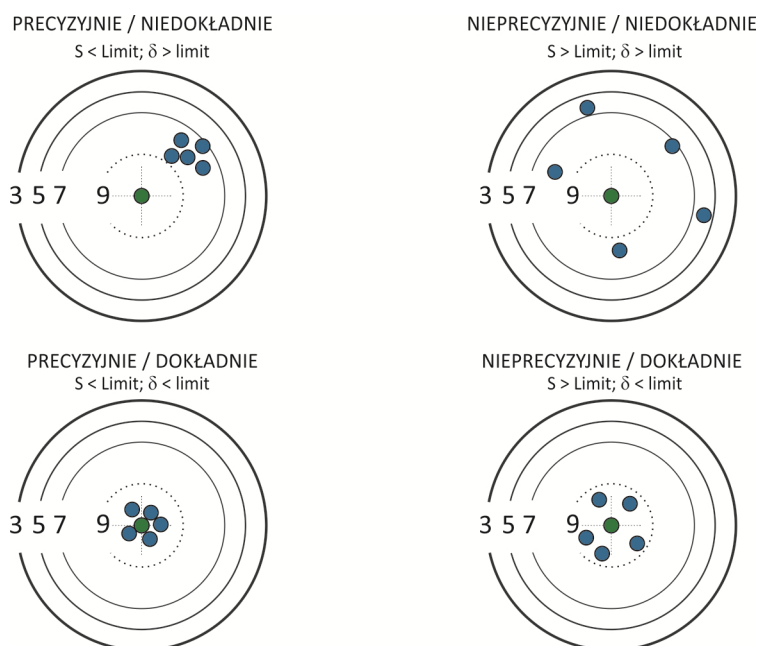 PRECYZYJNIE / NIEDOKŁADNIE
S < Limit; δ > limit
3 5 7 9
NIEPRECYZYJNIE / NIEDOKŁADNIE
S > Limit; δ > limit
3 5 7 9
PRECYZYJNIE / DOKŁADNIE
S < Limit; δ < limit
3 5 7 9
NIEPRECYZYJNIE / DOKŁADNIE
S > Limit; δ < limit
3 5 7 9